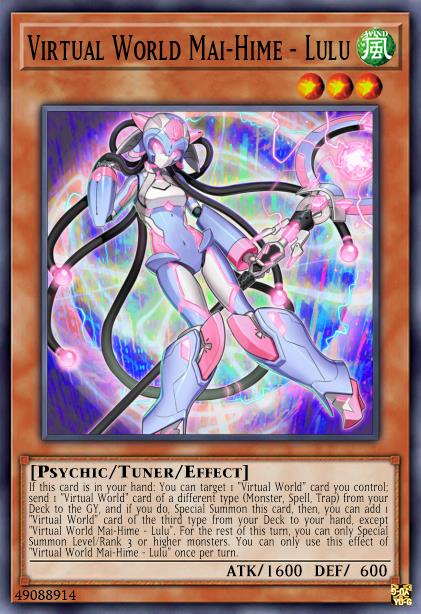 Virtual World Mai-Hime - Lulu
WIND
風
[Psychic/Tuner/Effect]
If this card is in your hand: You can target 1 "Virtual World" card you control;
send 1 "Virtual World" card of a different type (Monster, Spell, Trap) from your
Deck to the GY, and if you do, Special Summon this card, then, you can add 1
"Virtual World" card of the third type from your Deck to your hand, except
"Virtual World Mai-Hime - Lulu". For the rest of this turn, you can only Special
Summon Level/Rank 3 or higher monsters. You can only use this effect of
"Virtual World Mai-Hime - Lulu" once per turn.
ATK/1600 DEF/ 600
49088914